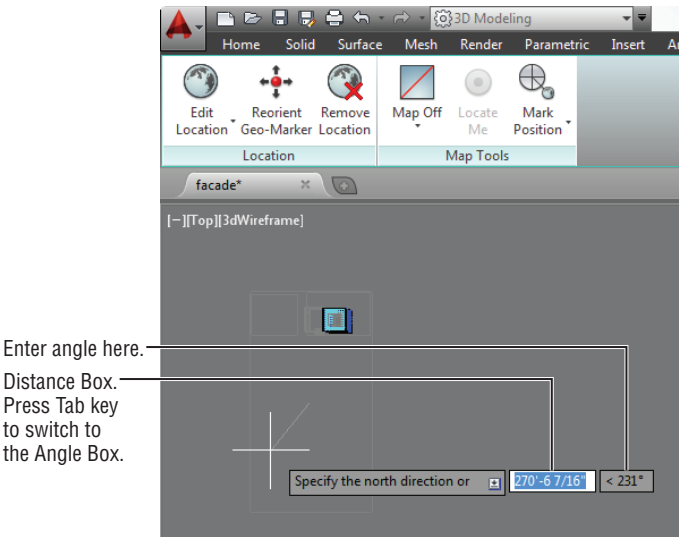 3D Modeling
Home Solid Surface Mesh Render Parametric Insert
Edit Location
Reorient Geo-Marker
Remove Location
Map Off
Locate Me
Mark Position
Location
Map Tools
facade*
[−][Top][3dWireframe]
Enter angle here.
Distance Box.
Press Tab key
to switch to
the Angle Box.
Specify the north direction or 270'-6 7/16" < 231°